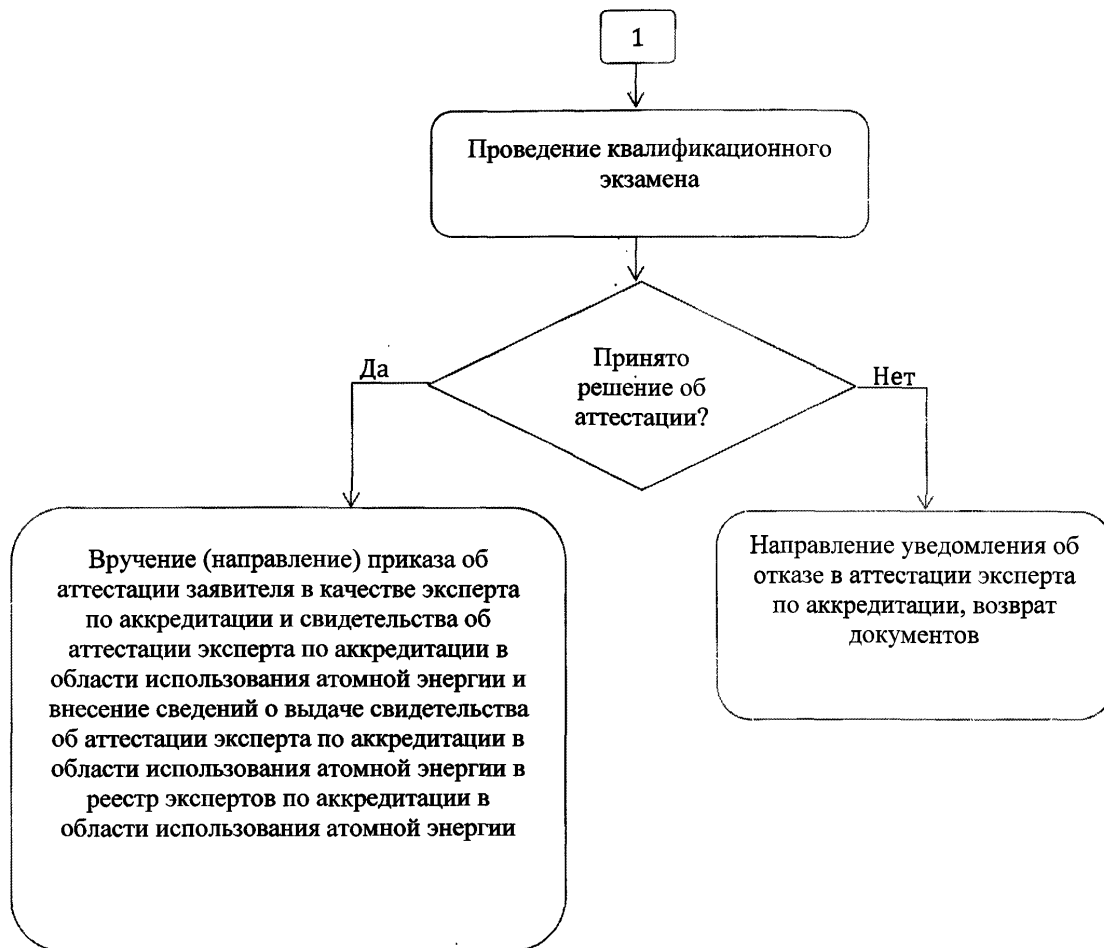 1
Проведение квалификационного
экзамена
Принято
решение об
аттестации?
Да
Нет
Вручение (направление) приказа об
аттестации заявителя в качестве эксперта
по аккредитации и свидетельства об
аттестации эксперта по аккредитации в
области использования атомной энергии и
внесение сведений о выдаче свидетельства
об аттестации эксперта по аккредитации в
области использования атомной энергии в
реестр экспертов по аккредитации в
области использования атомной энергии
Направление уведомления об
отказе в аттестации эксперта
по аккредитации, возврат
документов